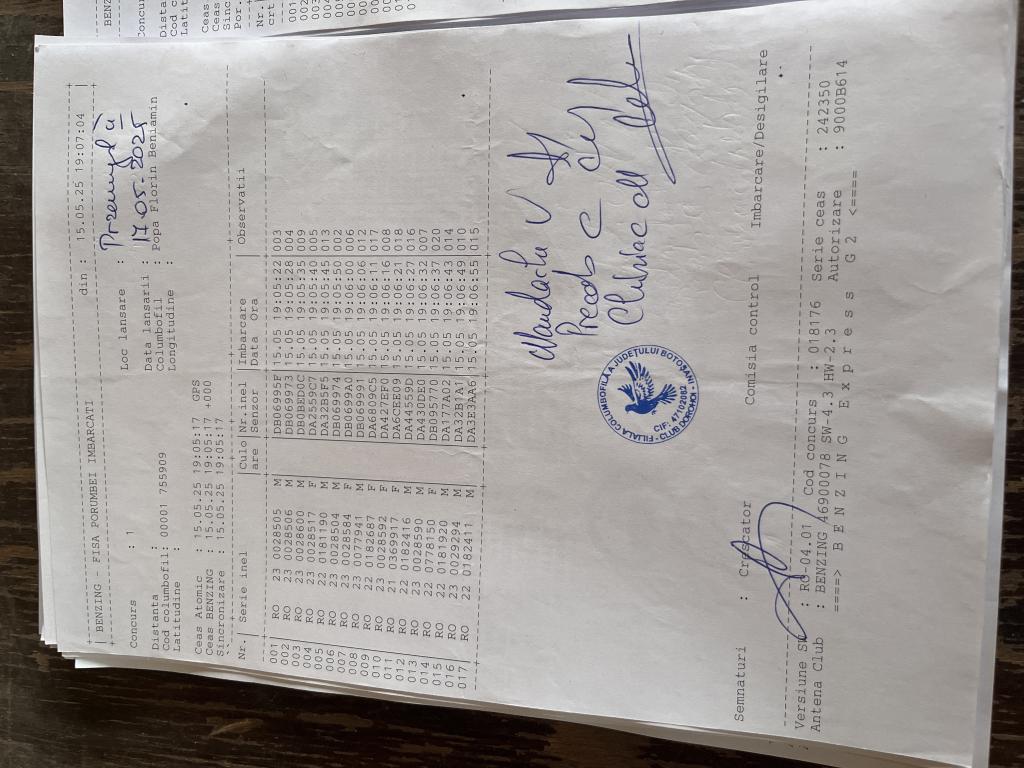 BENZING - FISA PORUMBEI IMBARCATI din : 15.05.25 19:07:04
Concurs : 1 Loc lansare :
Distanta : Data lansarii : 17.05.2025
Cod columbofil: 00001 755909 Columbofil : Popa Florin Beniamin
Latitudine : Longitudine :
Ceas Atomic : 15.05.25 19:05:17 GPS
Ceas BENZING : 15.05.25 19:05:17 +000
Sincronizare : 15.05.25 19:05:17
Nr.| Serie inel |Culo|Nr.inel |Imbarcare |Observatii
|are |Senzor |Data Ora
001| RO 23 0028505 M |DB06995F|15.05 19:05:22|003
002| RO 23 0028506 M |DB069973|15.05 19:05:28|004
003| RO 23 0028600 M |DB0BED0C|15.05 19:05:35|009
004| RO 23 0028517 F |DA2559C7|15.05 19:05:40|005
005| RO 22 0181190 M |DA32B5F5|15.05 19:05:45|013
006| RO 23 0028504 M |DB069974|15.05 19:05:50|002
007| RO 23 0028584 F |DB0699A0|15.05 19:06:00|006
008| RO 23 0077941 M |DB069991|15.05 19:06:06|012
009| RO 22 0182687 F |DA6809C5|15.05 19:06:11|017
010| RO 23 0028592 F |DA427EF0|15.05 19:06:16|008
011| RO 21 0369917 F |DA6CEE09|15.05 19:06:21|018
012| RO 22 0182416 M |DA44559D|15.05 19:06:27|016
013| RO 23 0028590 M |DA420DE2|15.05 19:06:32|007
014| RO 22 0778150 F |DB095770|15.05 19:06:37|020
015| RO 22 0181920 M |DA177A02|15.05 19:06:43|014
016| RO 23 0029294 M |DA32B1A1|15.05 19:06:49|010
017| RO 22 0182411 M |DA3E3AA6|15.05 19:06:55|015
FILIALA COLUMBOFILA A JUDEŢULUI BOTOŞANI
CIF: 47102082
- CLUB DOROHOI -
Semnaturi : Crescator Comisia control Imbarcare/Desigilare
Versiune SW : RO-04.01 Cod concurs : 016176 Serie ceas : 242350
Antena Club : BENZING 46900078 SW-4.3 HW-2.3 Autorizare : 9000B614
====> B E N Z I N G E x p r e s s G 2 <====